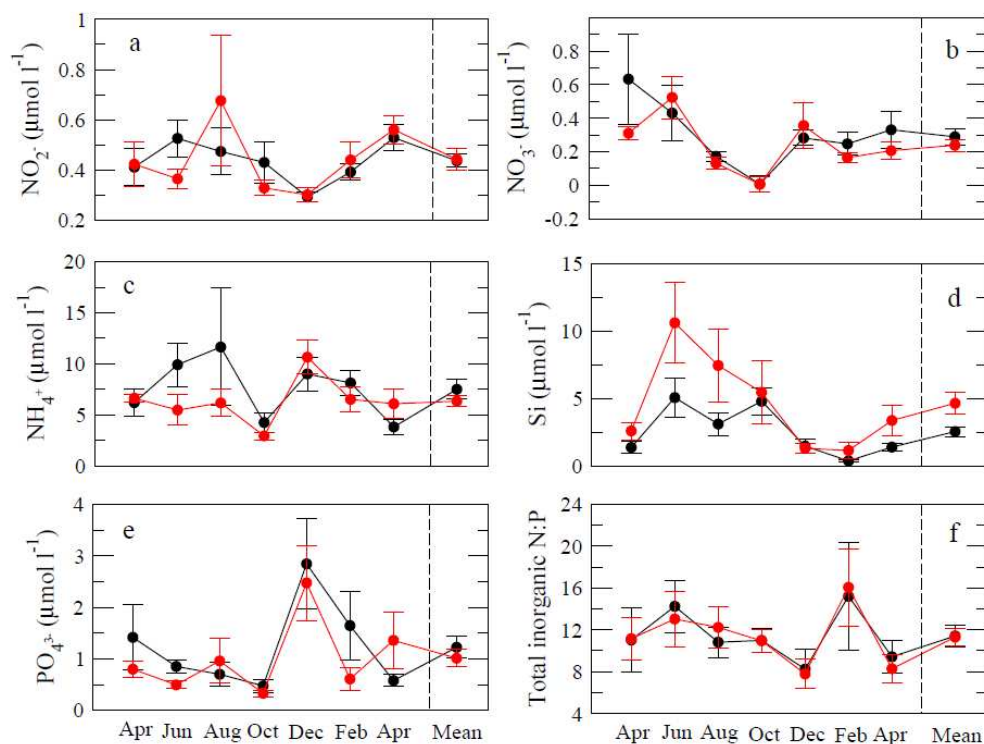 1
0.8
0.6
0.4
0.2
a
NO₂⁻ (μmol l⁻¹)
0.8
0.6
0.4
0.2
0
-0.2
b
NO₃⁻ (μmol l⁻¹)
20
15
10
5
0
c
NH₄⁺ (μmol l⁻¹)
15
10
5
0
d
Si (μmol l⁻¹)
4
3
2
1
0
e
PO₄³⁻ (μmol l⁻¹)
Apr Jun Aug Oct Dec Feb Apr Mean
24
20
16
12
8
4
f
Total inorganic N:P
Apr Jun Aug Oct Dec Feb Apr Mean